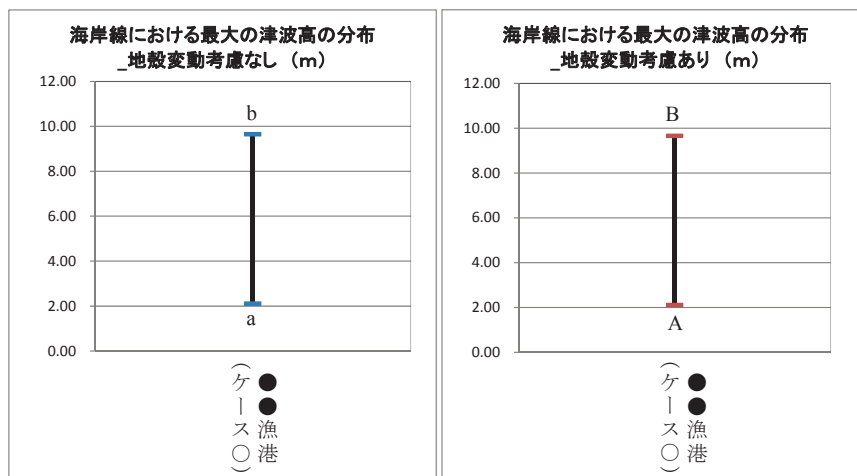 海岸線における最大の津波高の分布
_地殻変動考慮なし (m)
12.00
10.00
8.00
6.00
4.00
2.00
0.00
b
a
●●漁港
(ケース○)
海岸線における最大の津波高の分布
_地殻変動考慮あり (m)
12.00
10.00
8.00
6.00
4.00
2.00
0.00
B
A
●●漁港
(ケース○)